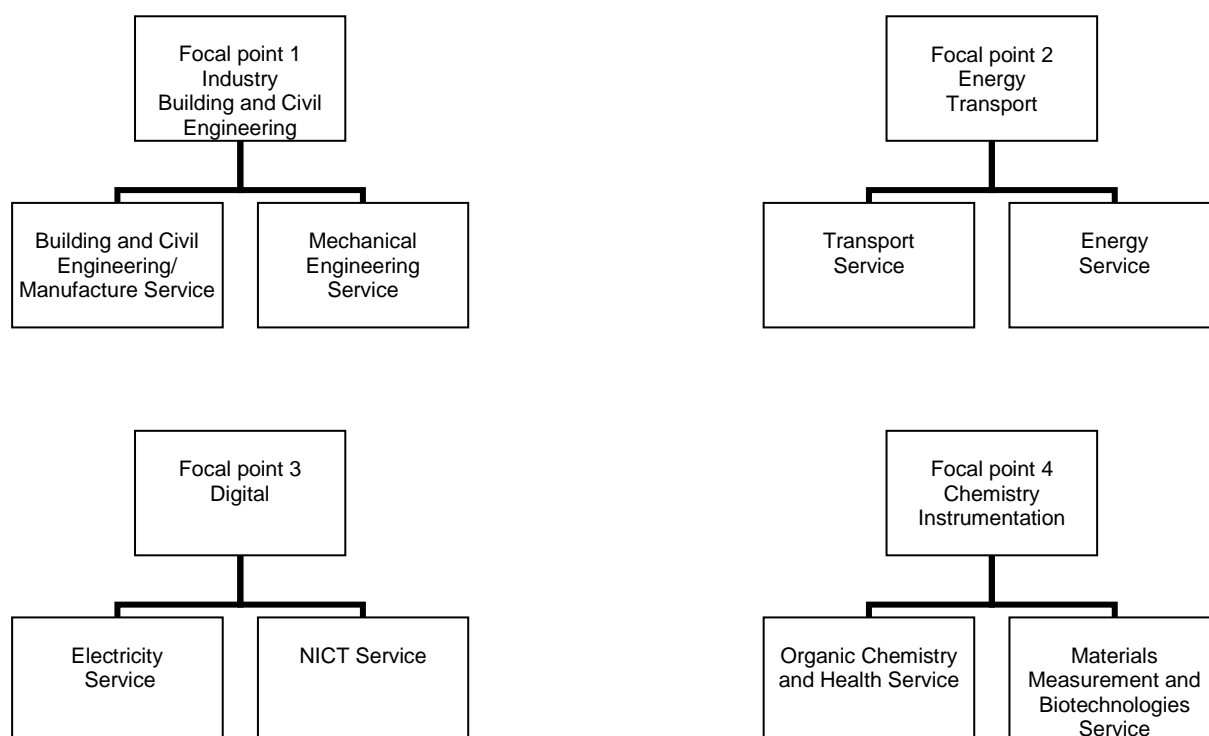 Focal point 1
Industry
Building and Civil
Engineering
Focal point 2
Energy
Transport
Building and Civil
Engineering/
Manufacture Service
Mechanical
Engineering
Service
Transport
Service
Energy
Service
Focal point 3
Digital
Focal point 4
Chemistry
Instrumentation
Electricity
Service
NICT Service
Organic Chemistry
and Health Service
Materials
Measurement and
Biotechnologies
Service